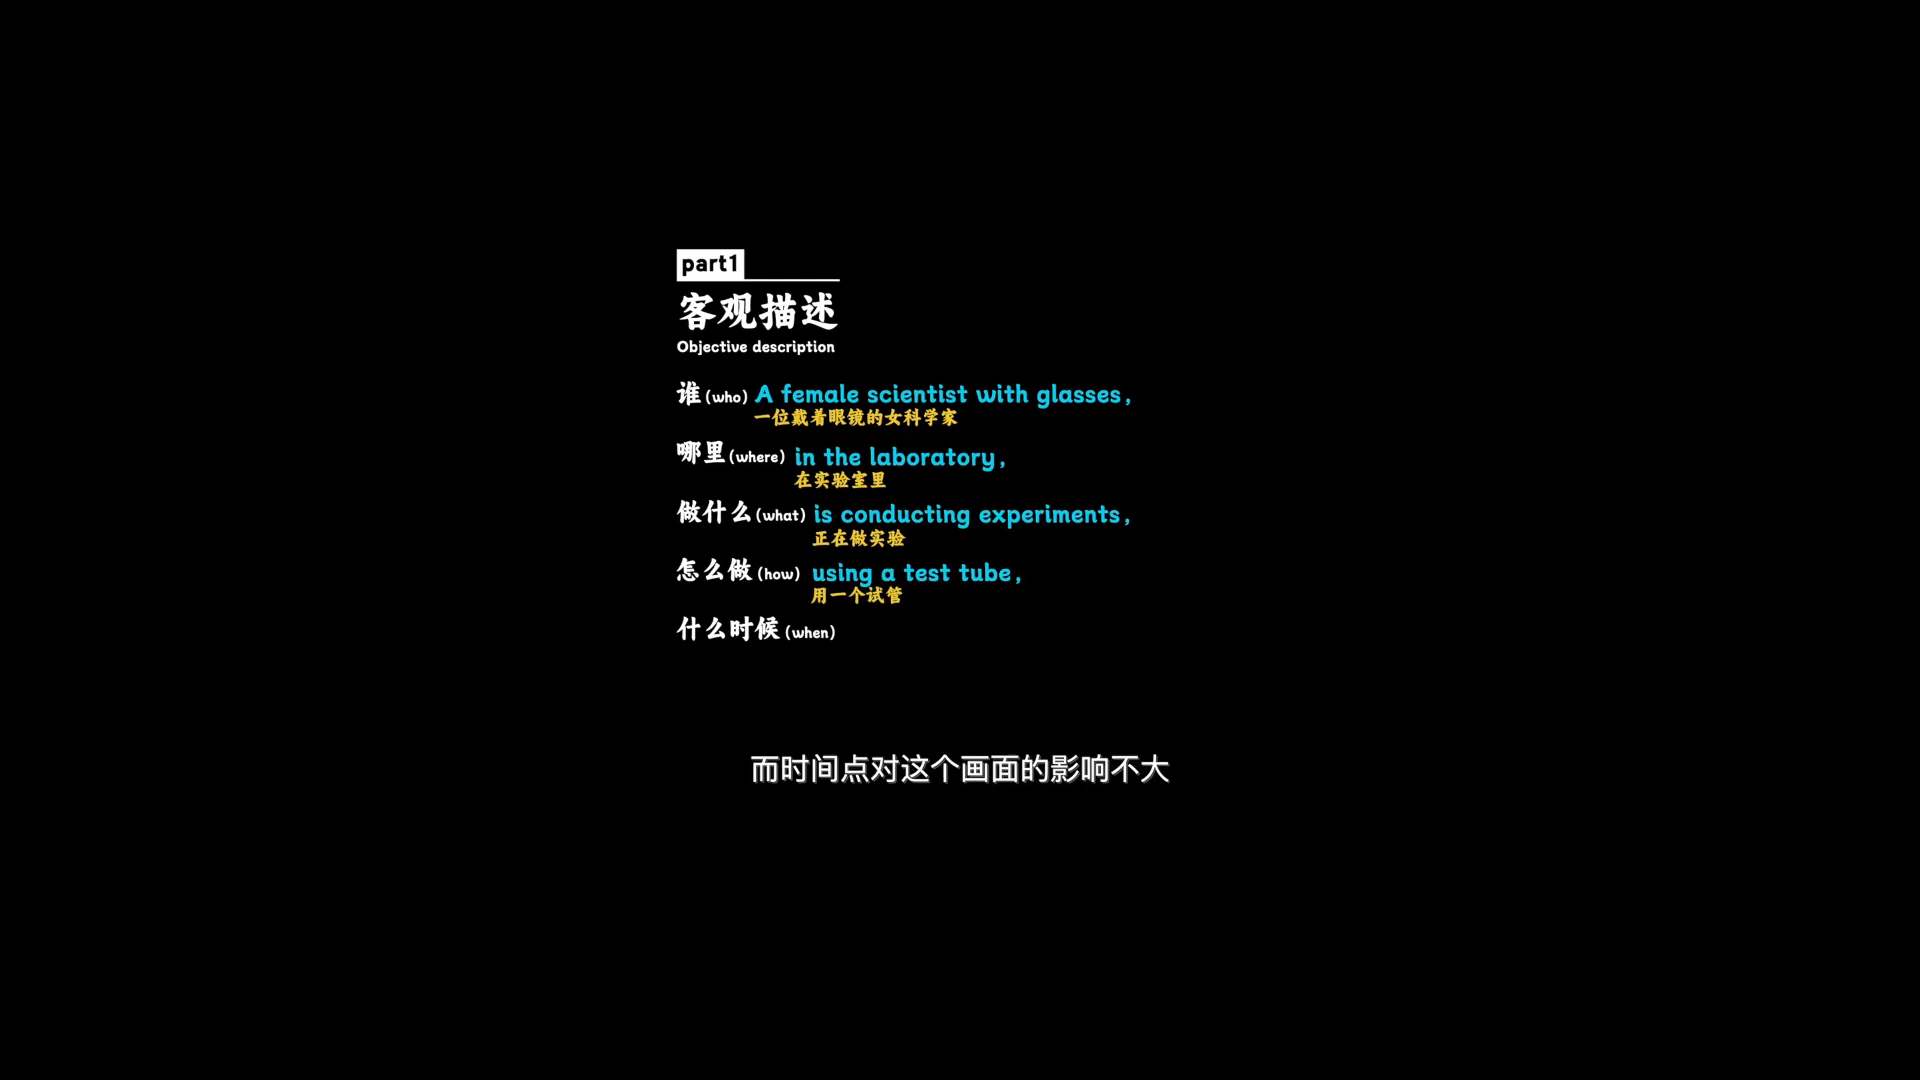 part1
客观描述
Objective description
谁(who) A female scientist with glasses,
一位戴着眼镜的女科学家
哪里(where) in the laboratory,
在实验室里
做什么(what) is conducting experiments,
正在做实验
怎么做(how) using a test tube,
用一个试管
什么时候(when)
而时间点对这个画面的影响不大